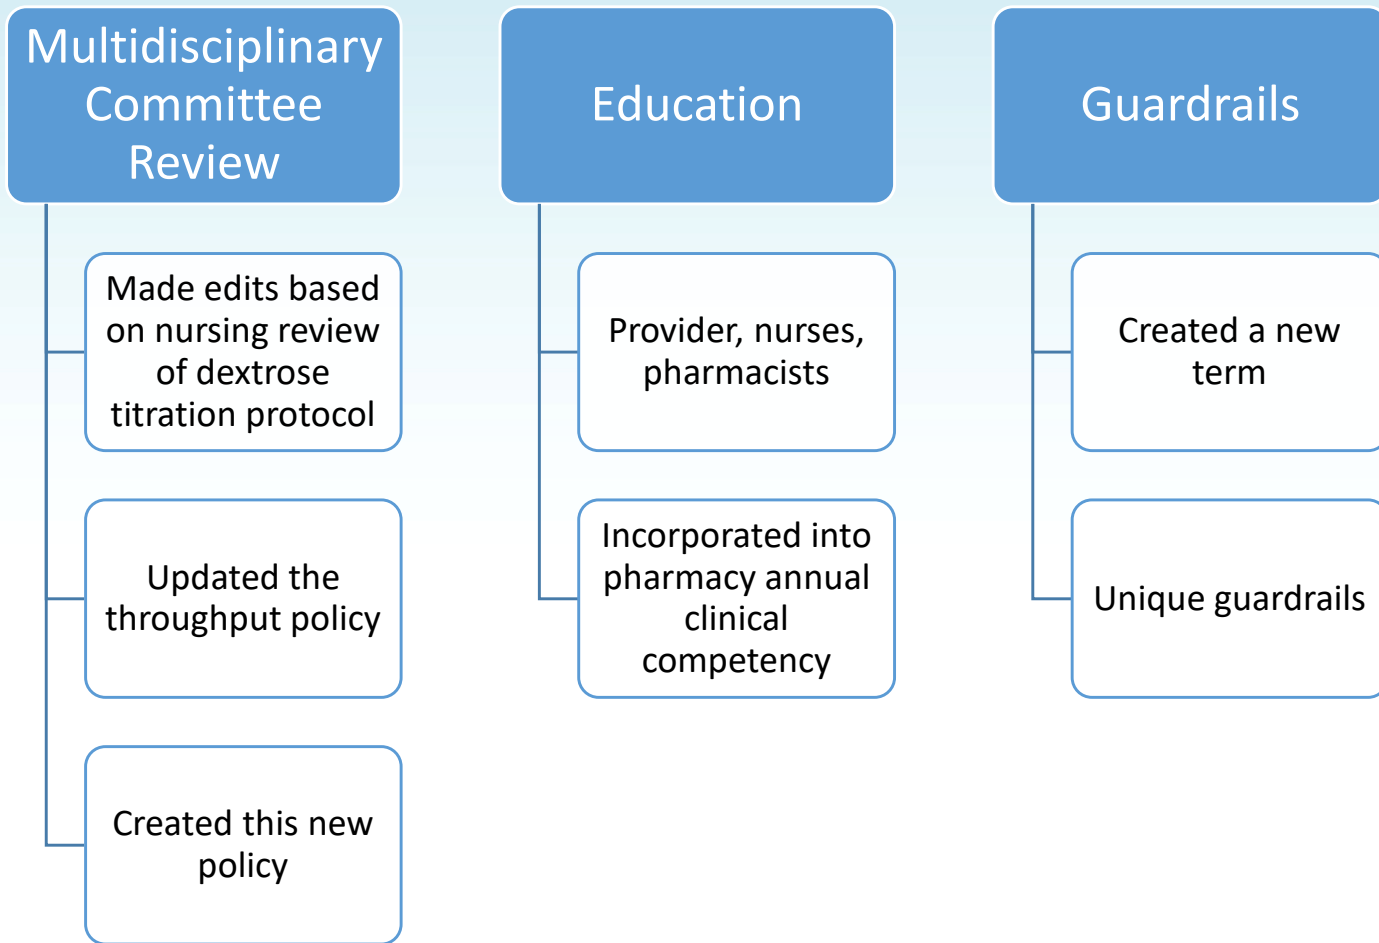 Multidisciplinary
Committee
Review
Made edits based
on nursing review
of dextrose
titration protocol
Updated the
throughput policy
Created this new
policy
Education
Provider, nurses,
pharmacists
Incorporated into
pharmacy annual
clinical
competency
Guardrails
Created a new
term
Unique guardrails